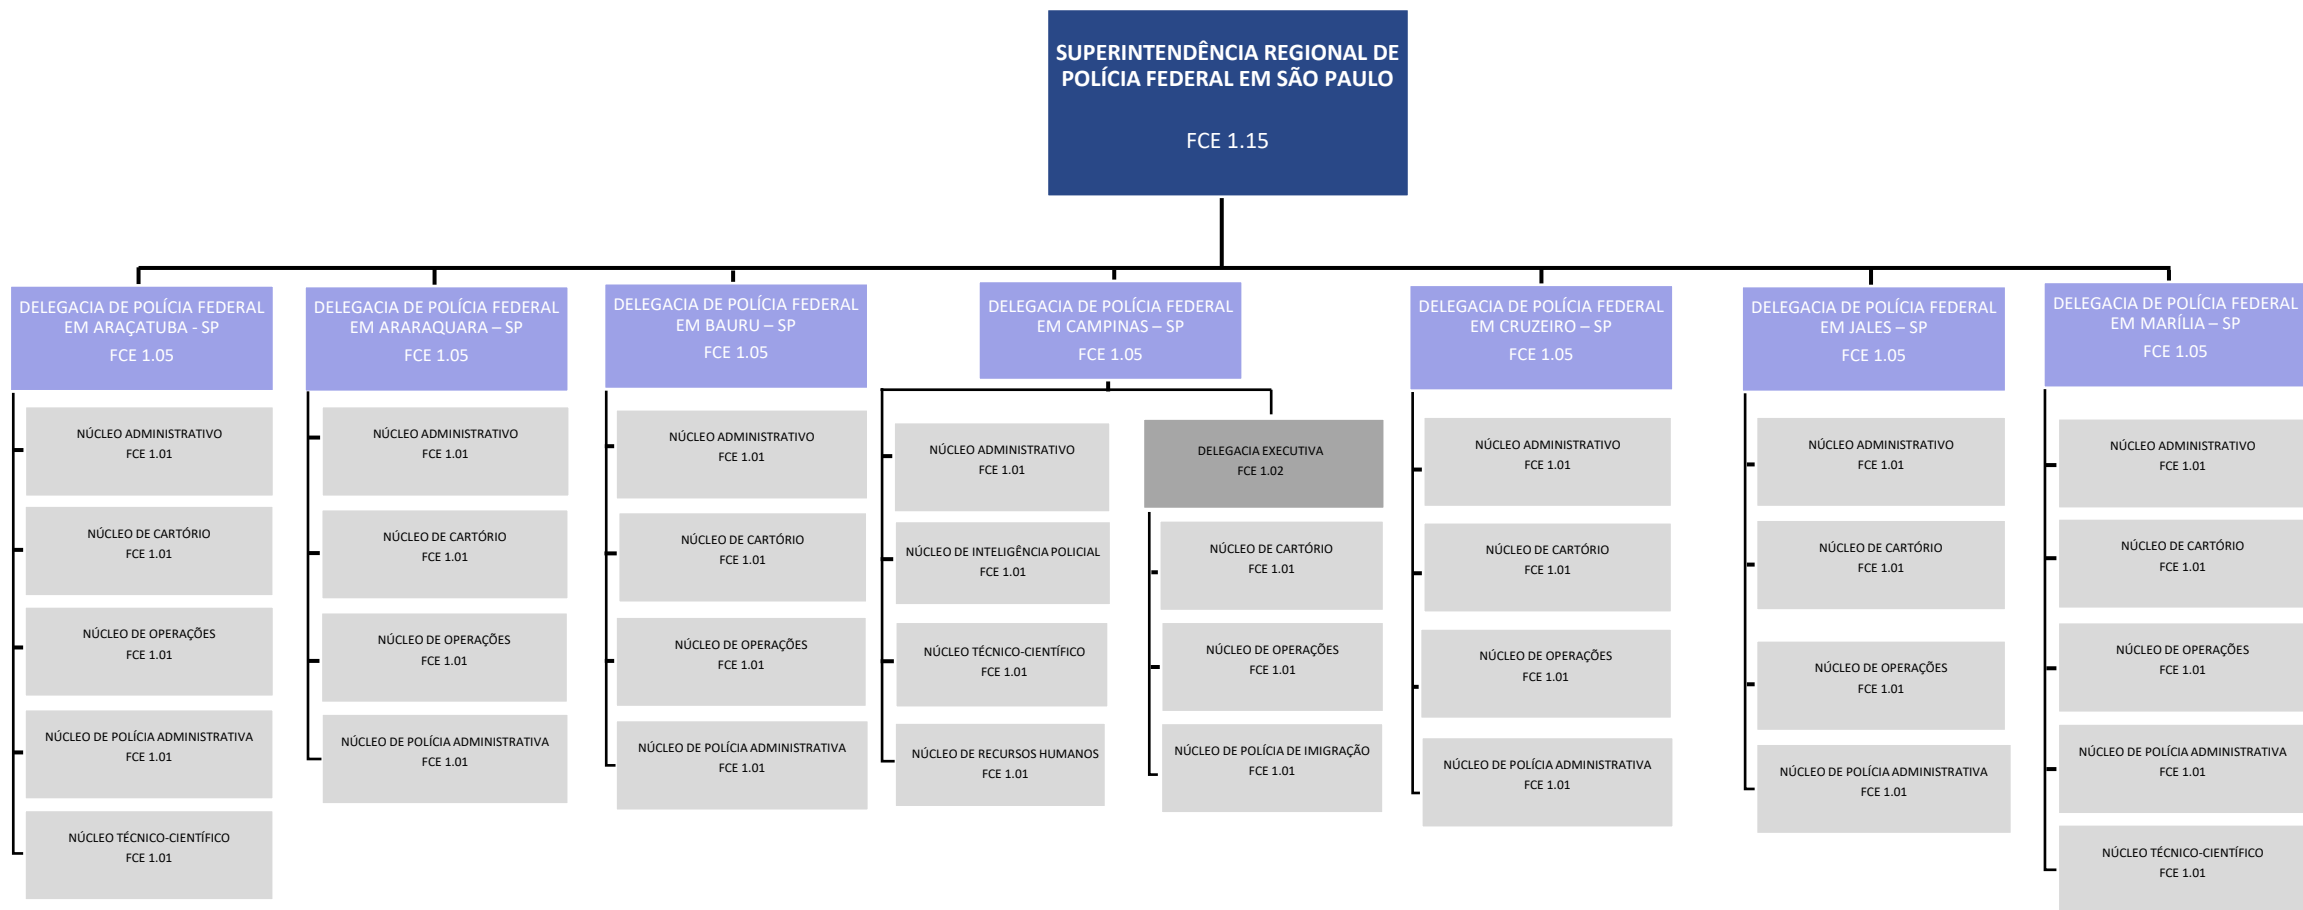 SUPERINTENDÊNCIA REGIONAL DE
POLÍCIA FEDERAL EM SÃO PAULO
FCE 1.15
DELEGACIA DE POLÍCIA FEDERAL
EM ARAÇATUBA - SP
FCE 1.05
NÚCLEO ADMINISTRATIVO
FCE 1.01
NÚCLEO DE CARTÓRIO
FCE 1.01
NÚCLEO DE OPERAÇÕES
FCE 1.01
NÚCLEO DE POLÍCIA ADMINISTRATIVA
FCE 1.01
NÚCLEO TÉCNICO-CIENTÍFICO
FCE 1.01
DELEGACIA DE POLÍCIA FEDERAL
EM ARARAQUARA – SP
FCE 1.05
NÚCLEO ADMINISTRATIVO
FCE 1.01
NÚCLEO DE CARTÓRIO
FCE 1.01
NÚCLEO DE OPERAÇÕES
FCE 1.01
NÚCLEO DE POLÍCIA ADMINISTRATIVA
FCE 1.01
DELEGACIA DE POLÍCIA FEDERAL
EM BAURU – SP
FCE 1.05
NÚCLEO ADMINISTRATIVO
FCE 1.01
NÚCLEO DE CARTÓRIO
FCE 1.01
NÚCLEO DE OPERAÇÕES
FCE 1.01
NÚCLEO DE POLÍCIA ADMINISTRATIVA
FCE 1.01
DELEGACIA DE POLÍCIA FEDERAL
EM CAMPINAS – SP
FCE 1.05
NÚCLEO ADMINISTRATIVO
FCE 1.01
NÚCLEO DE INTELIGÊNCIA POLICIAL
FCE 1.01
NÚCLEO TÉCNICO-CIENTÍFICO
FCE 1.01
NÚCLEO DE RECURSOS HUMANOS
FCE 1.01
DELEGACIA EXECUTIVA
FCE 1.02
NÚCLEO DE CARTÓRIO
FCE 1.01
NÚCLEO DE OPERAÇÕES
FCE 1.01
NÚCLEO DE POLÍCIA DE IMIGRAÇÃO
FCE 1.01
DELEGACIA DE POLÍCIA FEDERAL
EM CRUZEIRO – SP
FCE 1.05
NÚCLEO ADMINISTRATIVO
FCE 1.01
NÚCLEO DE CARTÓRIO
FCE 1.01
NÚCLEO DE OPERAÇÕES
FCE 1.01
NÚCLEO DE POLÍCIA ADMINISTRATIVA
FCE 1.01
DELEGACIA DE POLÍCIA FEDERAL
EM JALES – SP
FCE 1.05
NÚCLEO ADMINISTRATIVO
FCE 1.01
NÚCLEO DE CARTÓRIO
FCE 1.01
NÚCLEO DE OPERAÇÕES
FCE 1.01
NÚCLEO DE POLÍCIA ADMINISTRATIVA
FCE 1.01
DELEGACIA DE POLÍCIA FEDERAL
EM MARÍLIA – SP
FCE 1.05
NÚCLEO ADMINISTRATIVO
FCE 1.01
NÚCLEO DE CARTÓRIO
FCE 1.01
NÚCLEO DE OPERAÇÕES
FCE 1.01
NÚCLEO DE POLÍCIA ADMINISTRATIVA
FCE 1.01
NÚCLEO TÉCNICO-CIENTÍFICO
FCE 1.01